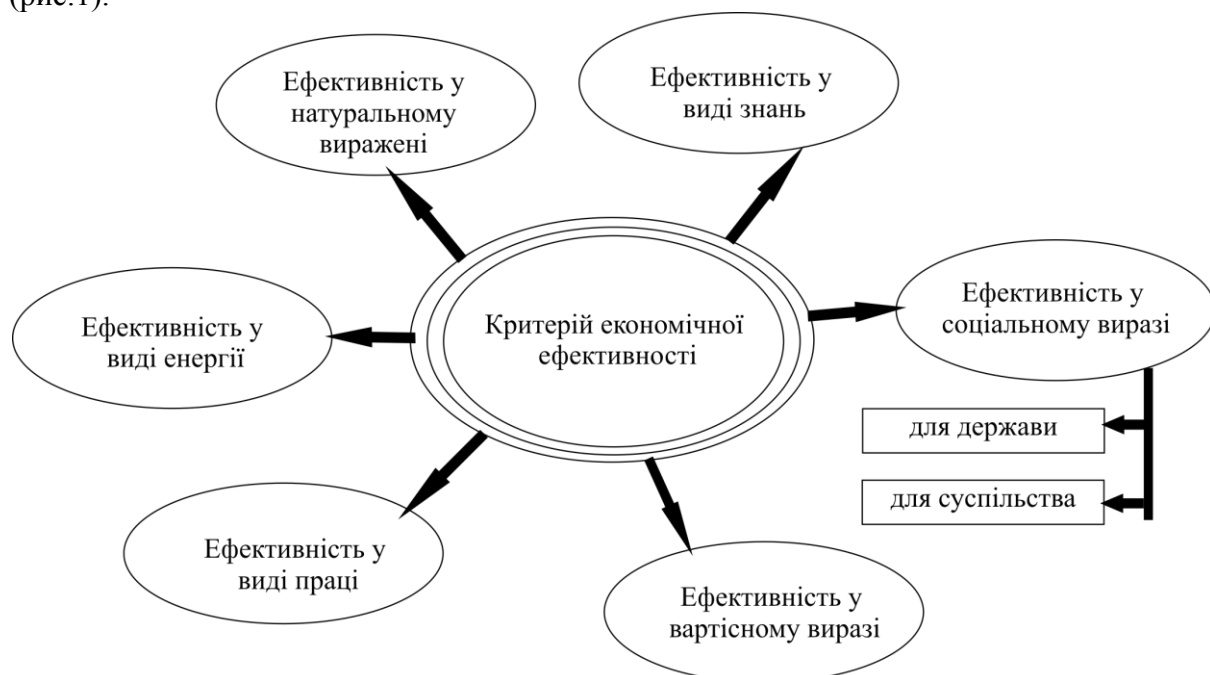 (рис.1).
Ефективність у
натуральному
виражені
Ефективність у
виді знань
Ефективність у
виді енергії
Критерій економічної
ефективності
Ефективність у
соціальному виразі
для держави
для суспільства
Ефективність у
виді праці
Ефективність у
вартісному виразі